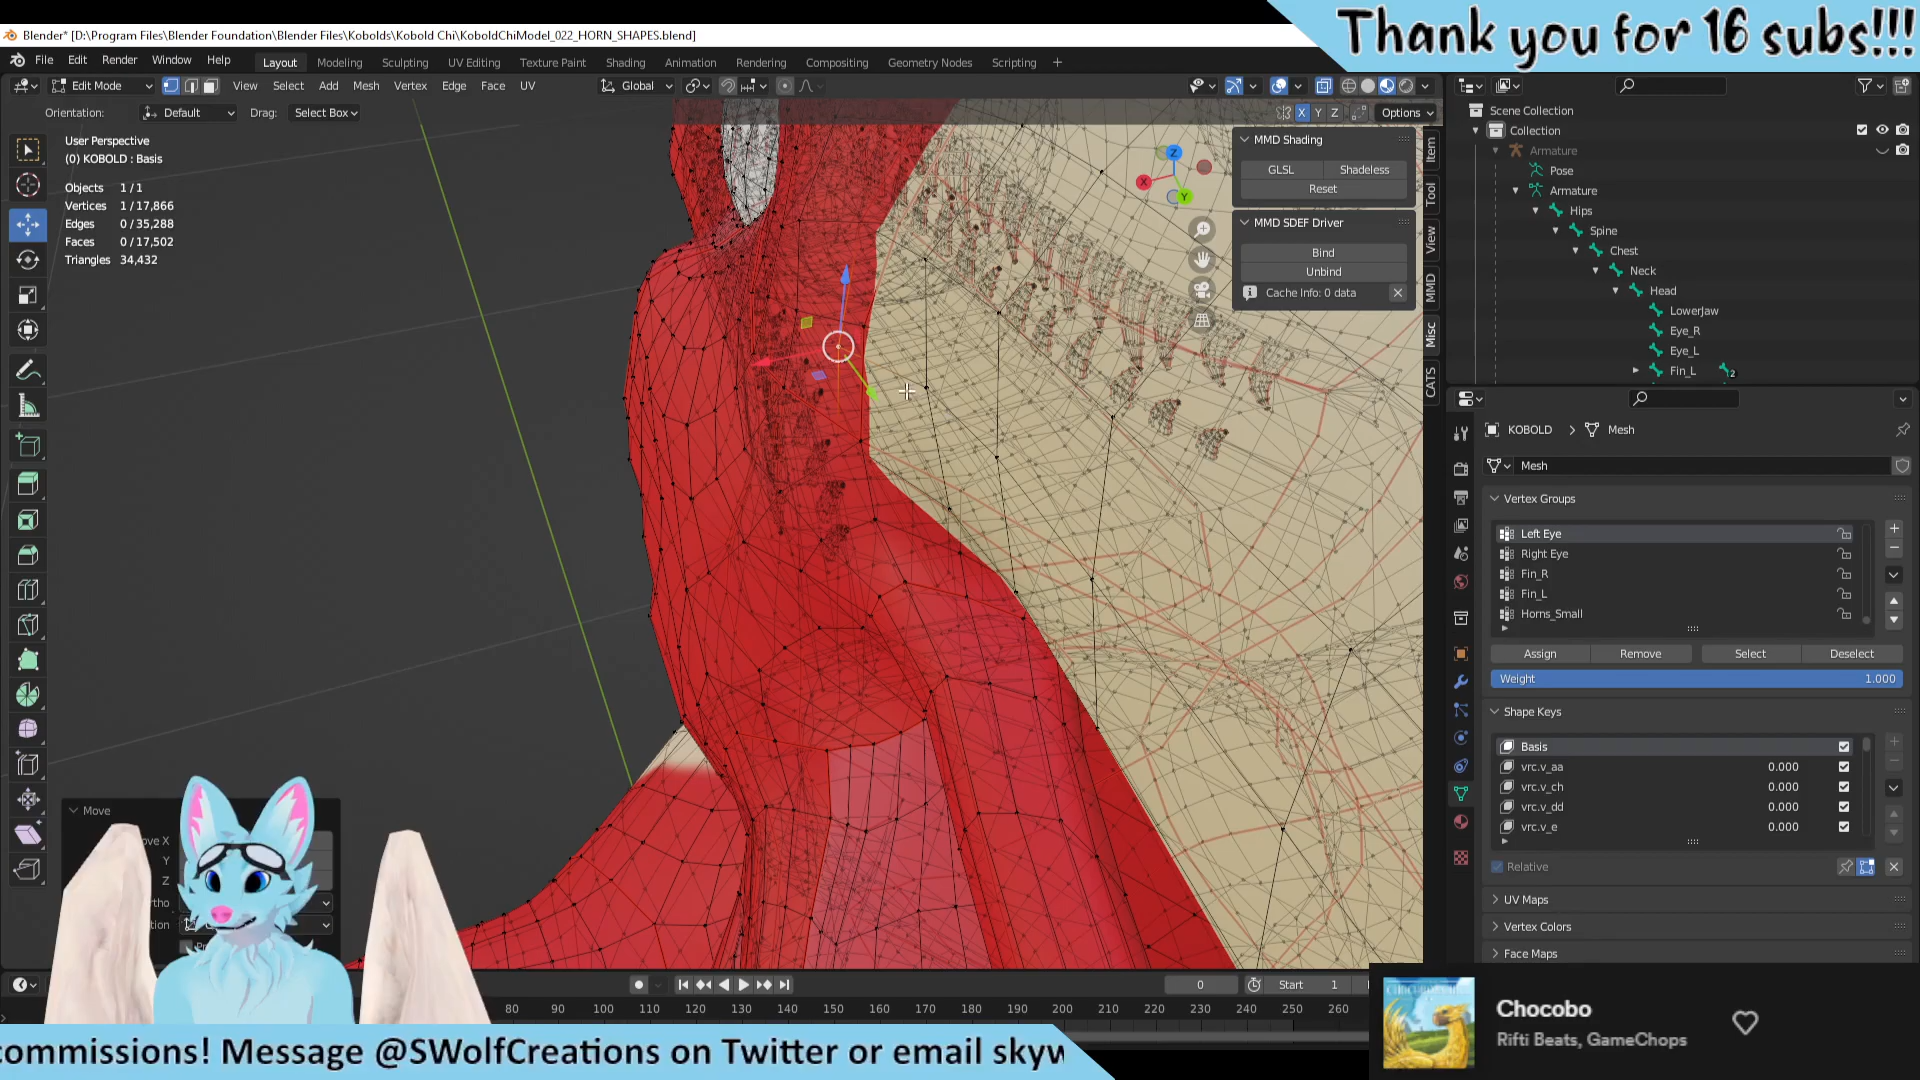 Thank you for 16 subs!!!
Blender* [D:\Program Files\Blender Foundation\Blender Files\Kobolds\Kobold Chi\KoboldChiModel_022_HORN_SHAPES.blend]
File Edit Render Window Help Layout Modeling Sculpting UV Editing Texture Paint Shading Animation Rendering Compositing Geometry Nodes Scripting +
Edit Mode View Select Add Mesh Vertex Edge Face UV Global
Orientation: Default Drag: Select Box X Y Z Options
User Perspective
(0) KOBOLD : Basis
Objects 1 / 1
Vertices 1 / 17,866
Edges 0 / 35,288
Faces 0 / 17,502
Triangles 34,432
Z
X
Y
MMD Shading
GLSL Shadeless
Reset
MMD SDEF Driver
Bind
Unbind
Cache Info: 0 data
Item
Tool
View
MMD
Misc
CATS
Scene Collection
Collection
Armature
Pose
Armature
Hips
Spine
Chest
Neck
Head
LowerJaw
Eye_R
Eye_L
Fin_L 2
KOBOLD > Mesh
Mesh
Vertex Groups
Left Eye
Right Eye
Fin_R
Fin_L
Horns_Small
Assign Remove Select Deselect
Weight 1.000
Shape Keys
Basis
vrc.v_aa 0.000
vrc.v_ch 0.000
vrc.v_dd 0.000
vrc.v_e 0.000
Relative
UV Maps
Vertex Colors
Face Maps
Move
ve X
Y
Z
rtho
tion
0 Start 1
80 90 100 110 120 130 140 150 160 170 180 190 200 210 220 230 240 250 260
commissions! Message @SWolfCreations on Twitter or email skyw
Chocobo
Rifti Beats, GameChops